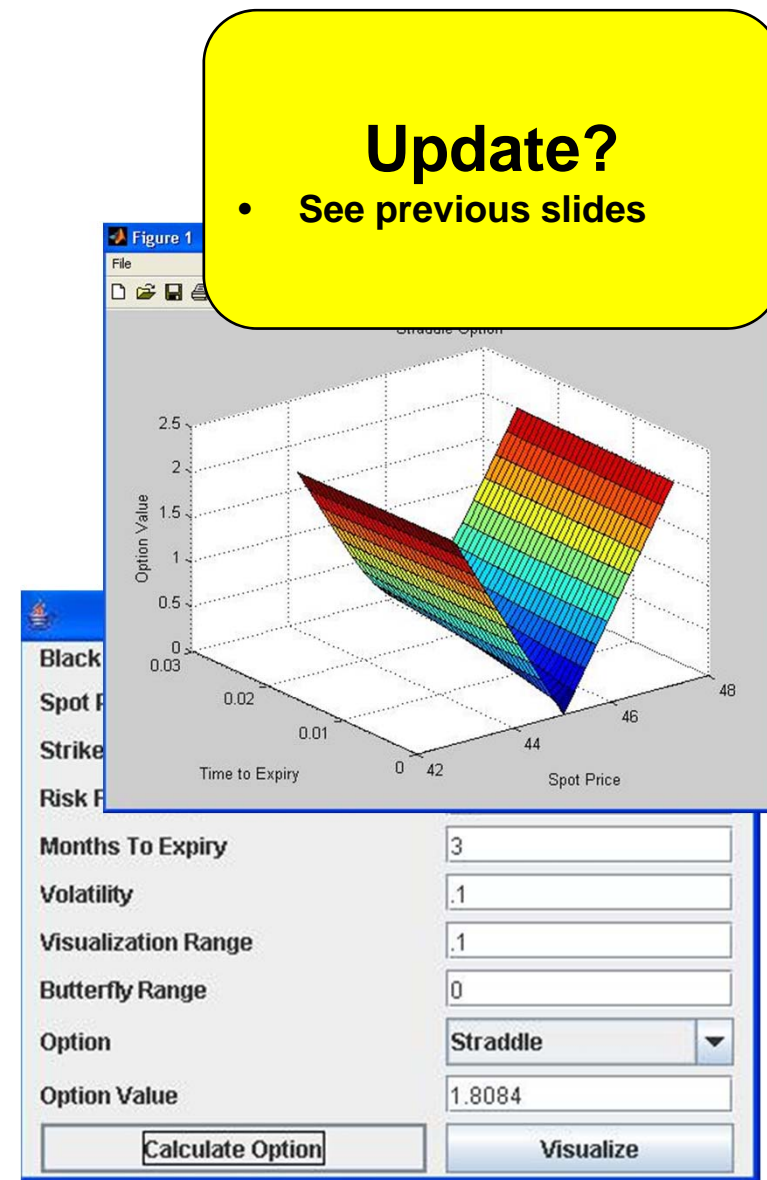 Update?
• See previous slides
Figure 1
File
Straddle Option
2.5
2
1.5
1
0.5
0
Option Value
0.03
0.02
0.01
0
Time to Expiry
42
44
46
48
Spot Price
Black
Spot
Strike
Risk
Months To Expiry 3
Volatility .1
Visualization Range .1
Butterfly Range 0
Option Straddle
Option Value 1.8084
Calculate Option Visualize